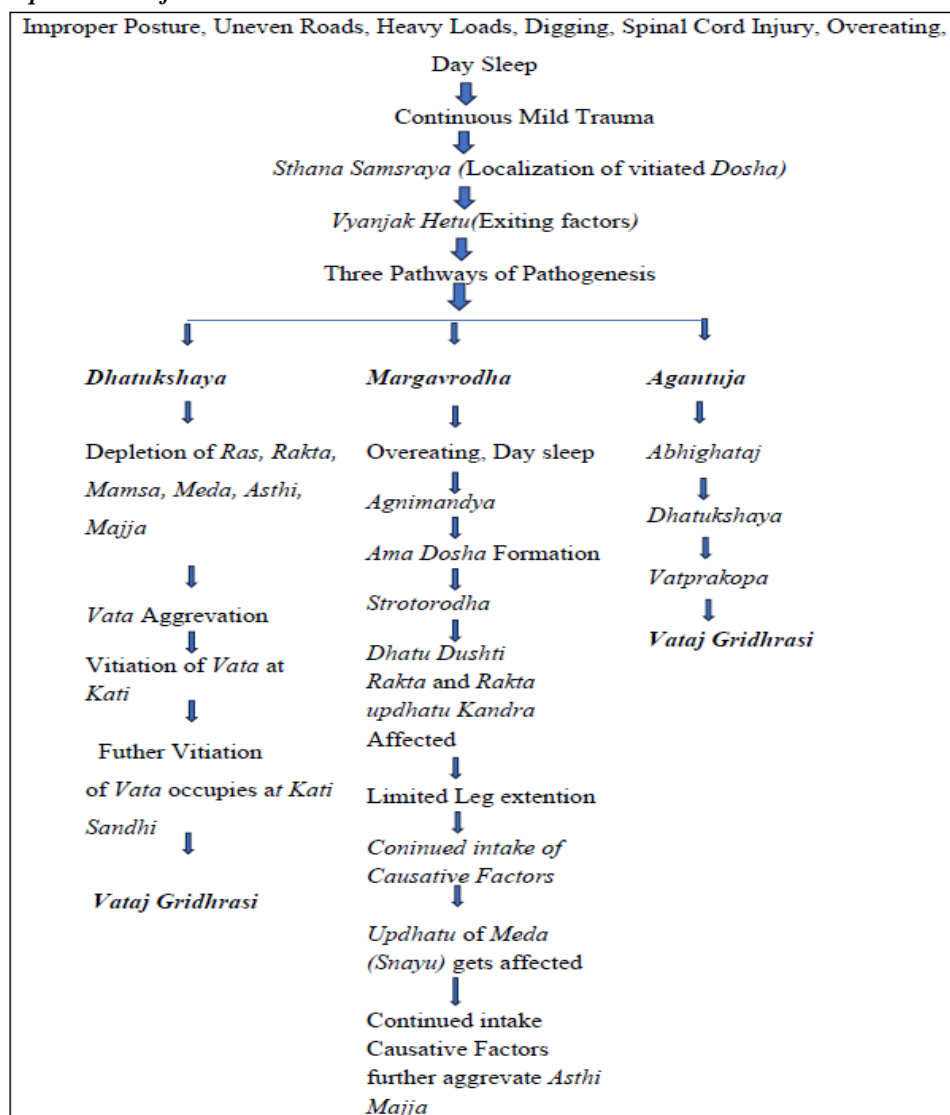 Improper Posture, Uneven Roads, Heavy Loads, Digging, Spinal Cord Injury, Overeating,
Day Sleep
Continuous Mild Trauma
Sthana Samsraya (Localization of vitiated Dosha)
Vyanjak Hetu(Exiting factors)
Three Pathways of Pathogenesis
Dhatukshaya
Depletion of Ras, Rakta,
Mamsa, Meda, Asthi,
Majja
Vata Aggrevation
Vitiation of Vata at
Kati
Futher Vitiation
of Vata occupies at Kati
Sandhi
Vataj Gridhrasi
Margavrodha
Overeating, Day sleep
Agnimandya
Ama Dosha Formation
Strotorodha
Dhatu Dushti
Rakta and Rakta
updhatu Kandra
Affected
Limited Leg extention
Coninued intake of
Causative Factors
Updhatu of Meda
(Snayu) gets affected
Continued intake
Causative Factors
further aggrevate Asthi
Majja
Agantuja
Abhighataj
Dhatukshaya
Vatprakopa
Vataj Gridhrasi